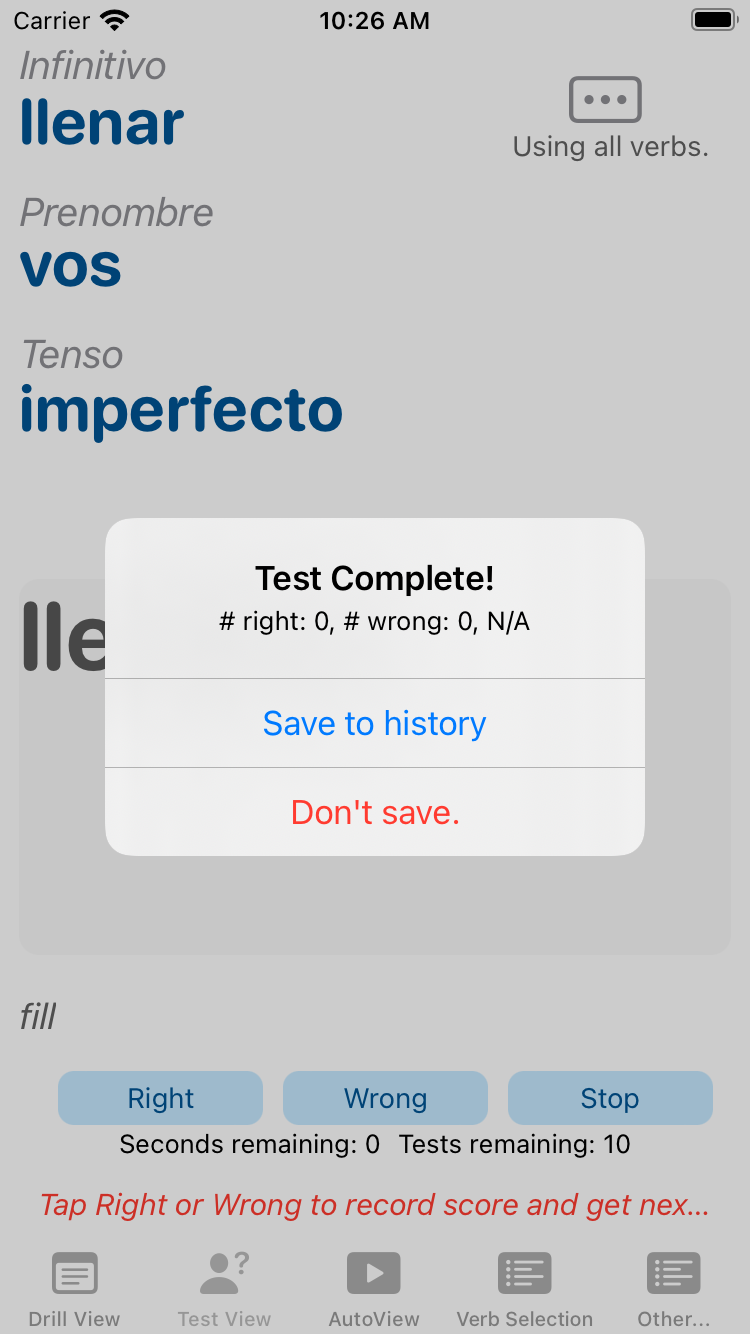 Carrier 10:26 AM
Infinitivo
llenar
Using all verbs.
Prenombre
vos
Tenso
imperfecto
Test Complete!
# right: 0, # wrong: 0, N/A
lle
Save to history
Don't save.
fill
Right Wrong Stop
Seconds remaining: 0 Tests remaining: 10
Tap Right or Wrong to record score and get nex...
Drill View Test View AutoView Verb Selection Other...